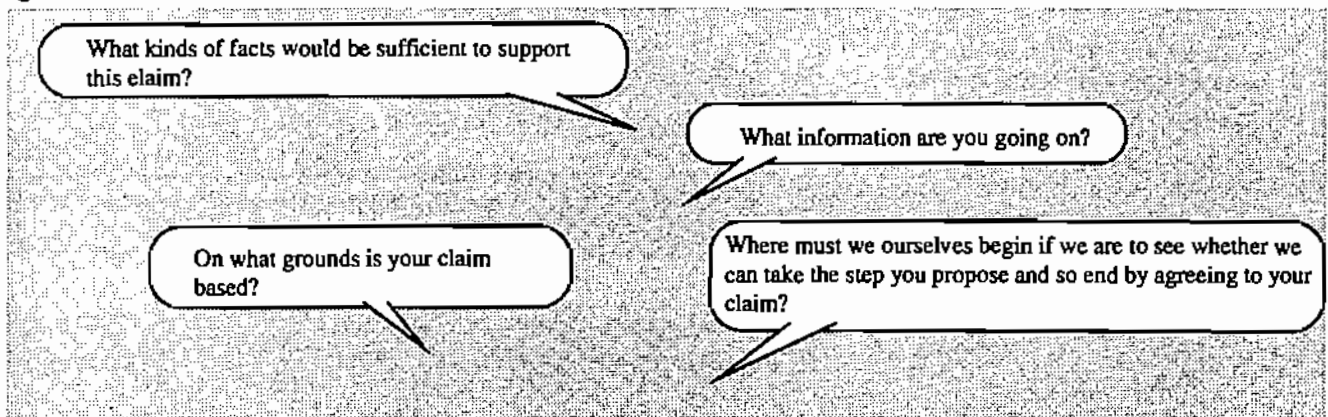 What kinds of facts would be sufficient to support
this elaim?
What information are you going on?
On what grounds is your claim
based?
Where must we ourselves begin if we are to see whether we
can take the step you propose and so end by agreeing to your
claim?